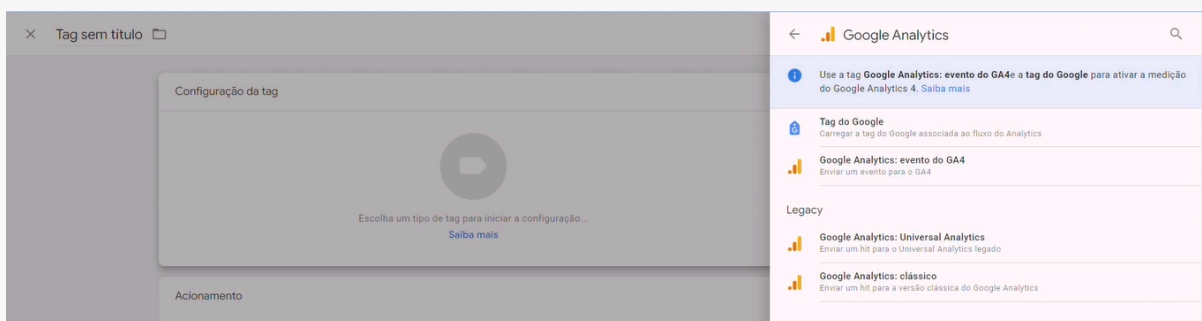 Tag sem título
Google Analytics
Configuração da tag
Escolha um tipo de tag para iniciar a configuração...
Saiba mais
Acionamento
Use a tag Google Analytics: evento do GA4e a tag do Google para ativar a medição
do Google Analytics 4. Saiba mais
Tag do Google
Carregar a tag do Google associada ao fluxo do Analytics
Google Analytics: evento do GA4
Enviar um evento para o GA4
Legacy
Google Analytics: Universal Analytics
Enviar um hit para o Universal Analytics legado
Google Analytics: clássico
Enviar um hit para a versão clássica do Google Analytics